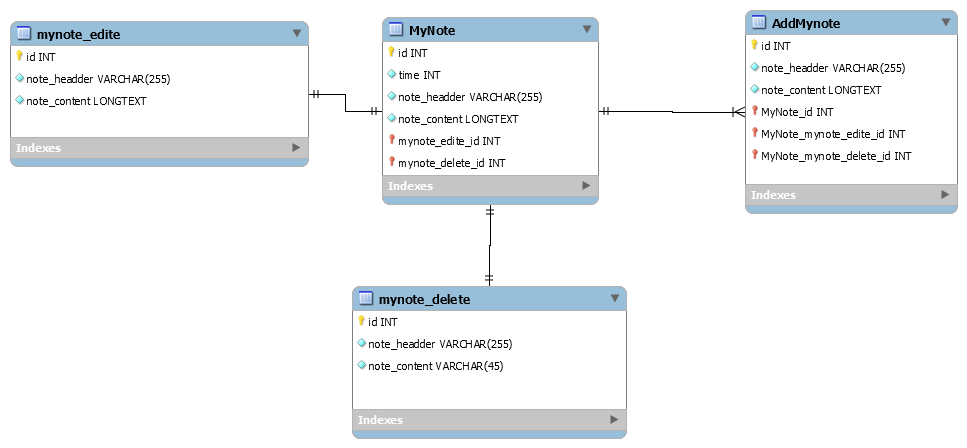 mynote_edite
id INT
note_headder VARCHAR(255)
note_content LONGTEXT
Indexes
MyNote
id INT
time INT
note_headder VARCHAR(255)
note_content LONGTEXT
mynote_edite_id INT
mynote_delete_id INT
Indexes
AddMynote
id INT
note_headder VARCHAR(255)
note_content LONGTEXT
MyNote_id INT
MyNote_mynote_edite_id INT
MyNote_mynote_delete_id INT
Indexes
mynote_delete
id INT
note_headder VARCHAR(255)
note_content VARCHAR(45)
Indexes